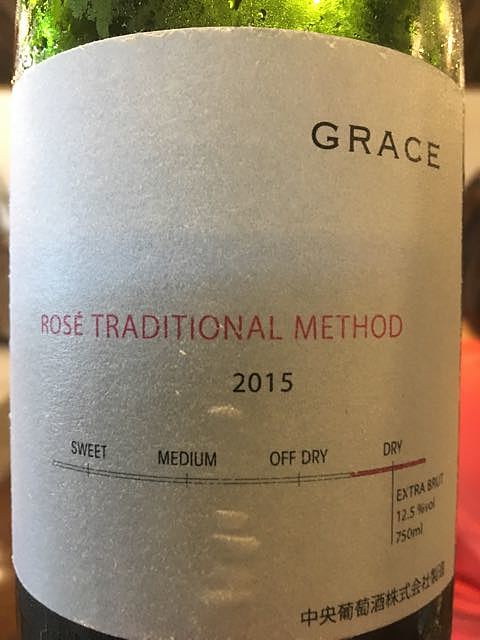 GRACE
ROSÉ TRADITIONAL METHOD
2015
SWEET MEDIUM OFF DRY DRY
EXTRA BRUT
12.5 %vol
750ml
中央葡萄酒株式会社製造